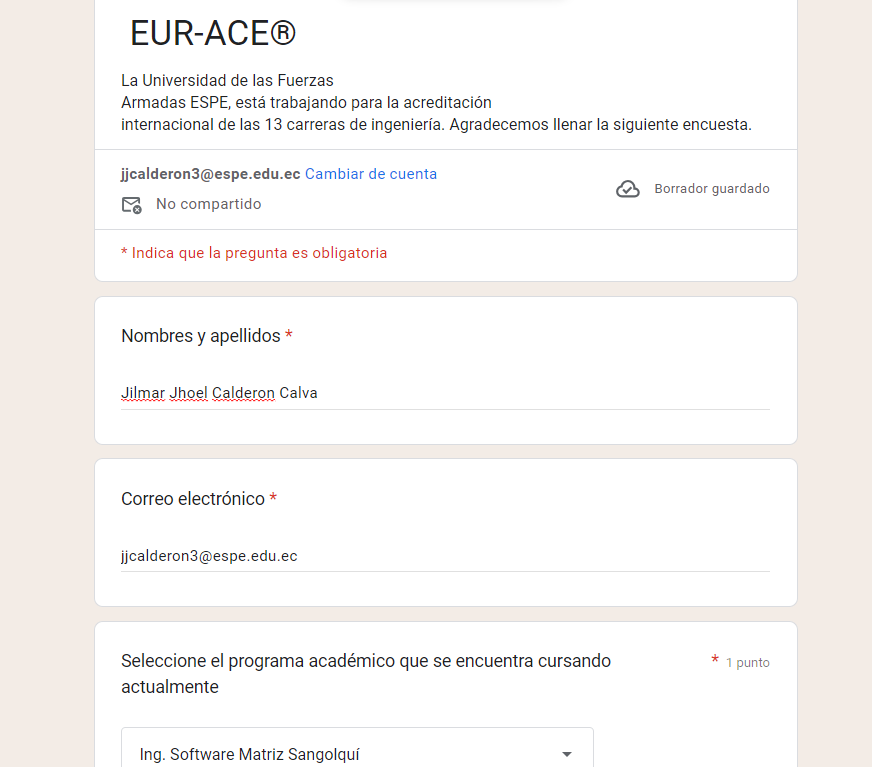 EUR-ACE®
La Universidad de las Fuerzas
Armadas ESPE, está trabajando para la acreditación
internacional de las 13 carreras de ingeniería. Agradecemos llenar la siguiente encuesta.
jjcalderon3@espe.edu.ec Cambiar de cuenta
No compartido
Borrador guardado
* Indica que la pregunta es obligatoria
Nombres y apellidos *
Jilmar Jhoel Calderon Calva
Correo electrónico *
jjcalderon3@espe.edu.ec
Seleccione el programa académico que se encuentra cursando
actualmente
* 1 punto
Ing. Software Matriz Sangolquí